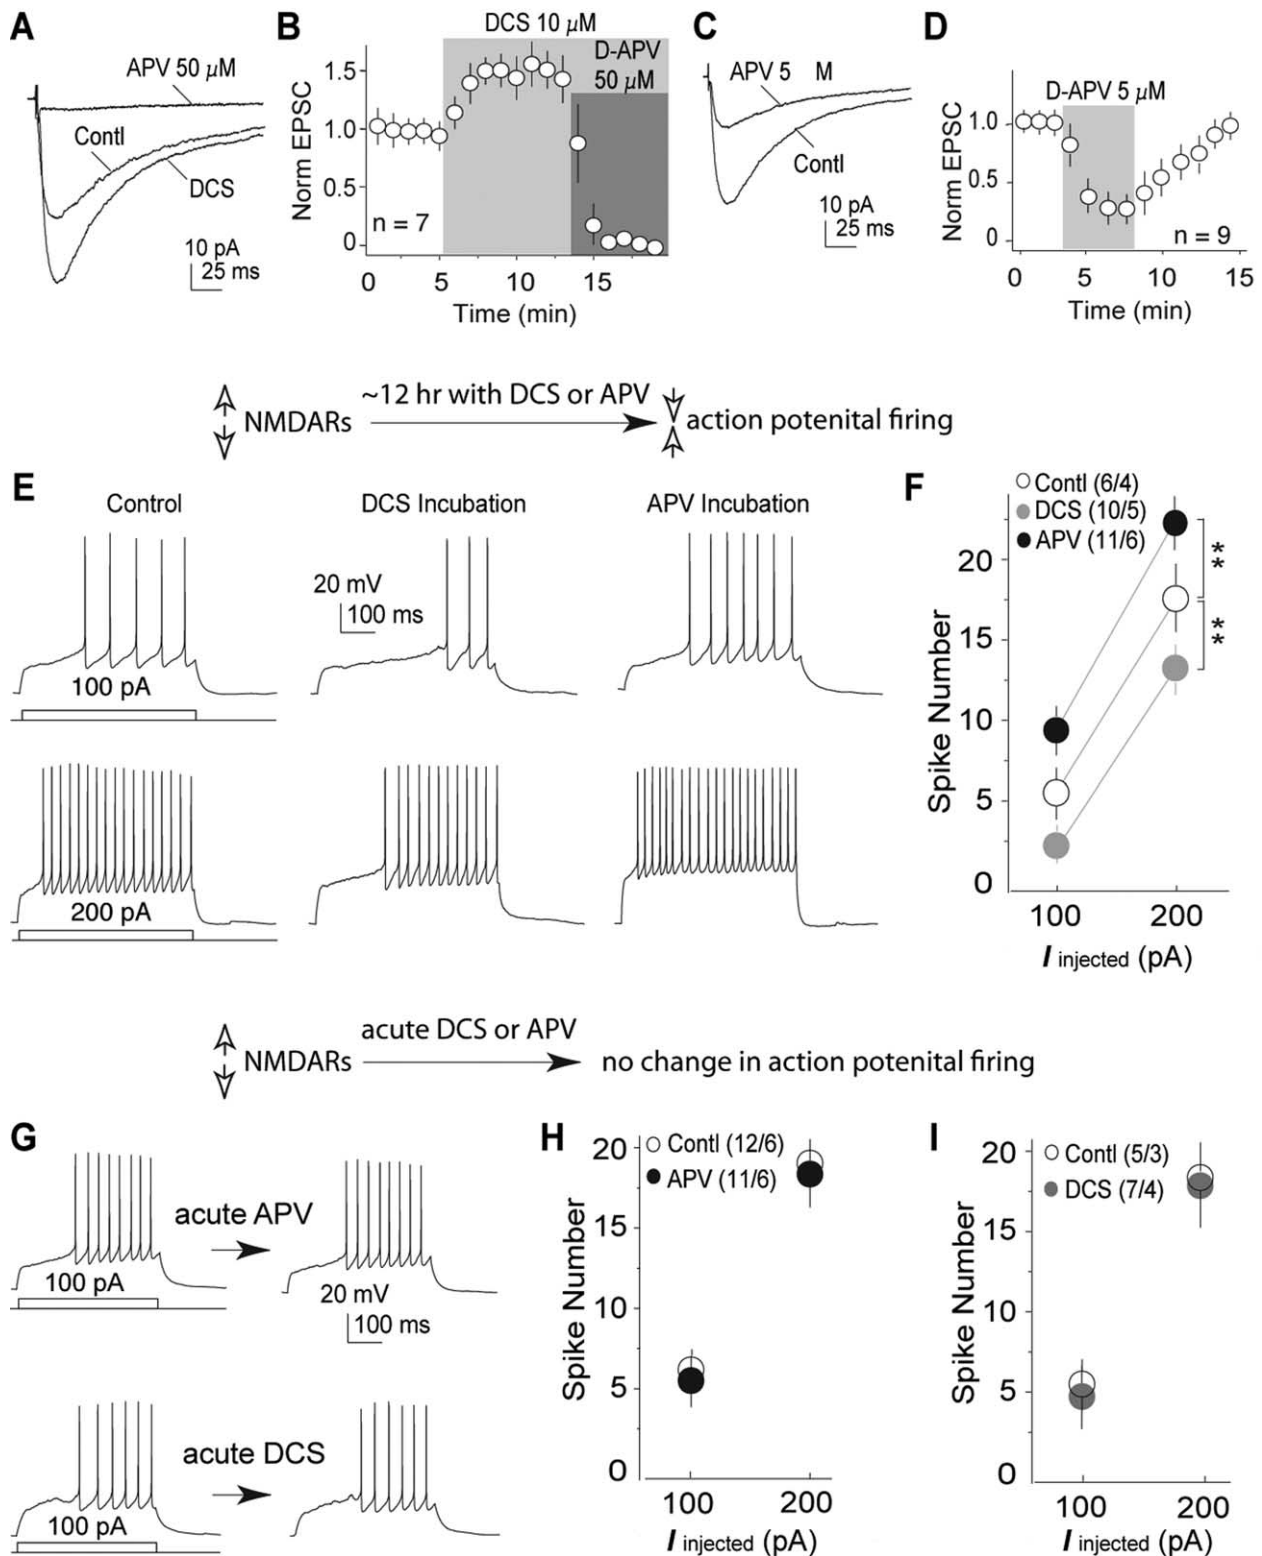 A
APV 50 µM
Contl
DCS
10 pA
25 ms
B
DCS 10 µM
D-APV
50 µM
Norm EPSC
1.5
1.0
0.5
0
n = 7
0 5 10 15
Time (min)
C
APV 5 M
Contl
10 pA
25 ms
D
D-APV 5 µM
Norm EPSC
1.0
0.5
0
n = 9
0 5 10 15
Time (min)
NMDARs
~12 hr with DCS or APV
action potenital firing
E
Control
DCS Incubation
APV Incubation
20 mV
100 ms
100 pA
200 pA
F
Contl (6/4)
DCS (10/5)
APV (11/6)
**
**
Spike Number
20
15
10
5
0
100 200
I injected (pA)
NMDARs
acute DCS or APV
no change in action potenital firing
G
acute APV
100 pA
20 mV
100 ms
acute DCS
100 pA
H
Contl (12/6)
APV (11/6)
Spike Number
20
15
10
5
0
100 200
I injected (pA)
I
Contl (5/3)
DCS (7/4)
Spike Number
20
15
10
5
0
100 200
I injected (pA)